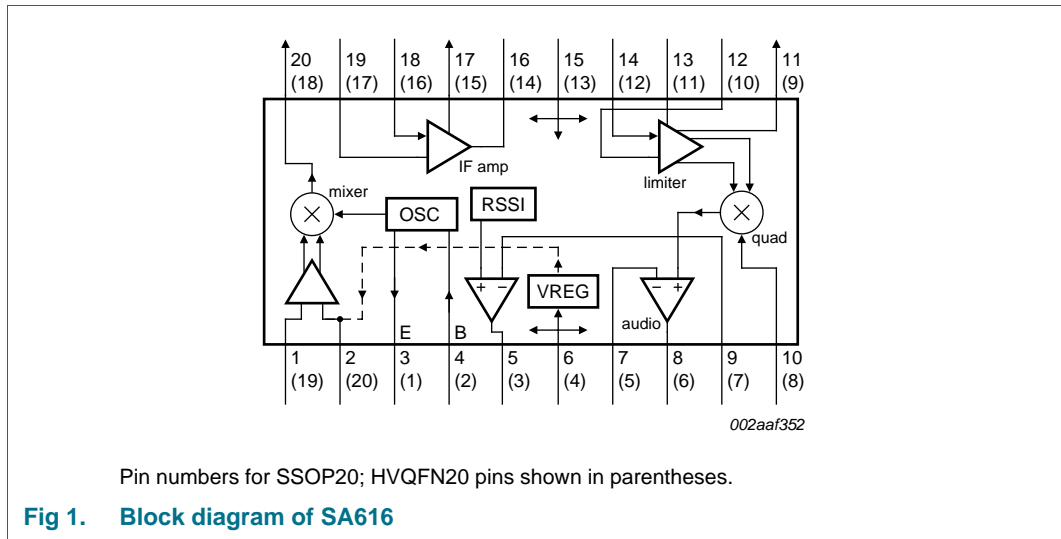 20 19 18 17 16 15 14 13 12 11
(18) (17) (16) (15) (14) (13) (12) (11) (10) (9)
IF amp
limiter
mixer
OSC
RSSI
quad
+ −
VREG
− +
audio
E B
1 2 3 4 5 6 7 8 9 10
(19) (20) (1) (2) (3) (4) (5) (6) (7) (8)
002aaf352
Pin numbers for SSOP20; HVQFN20 pins shown in parentheses.
Fig 1. Block diagram of SA616